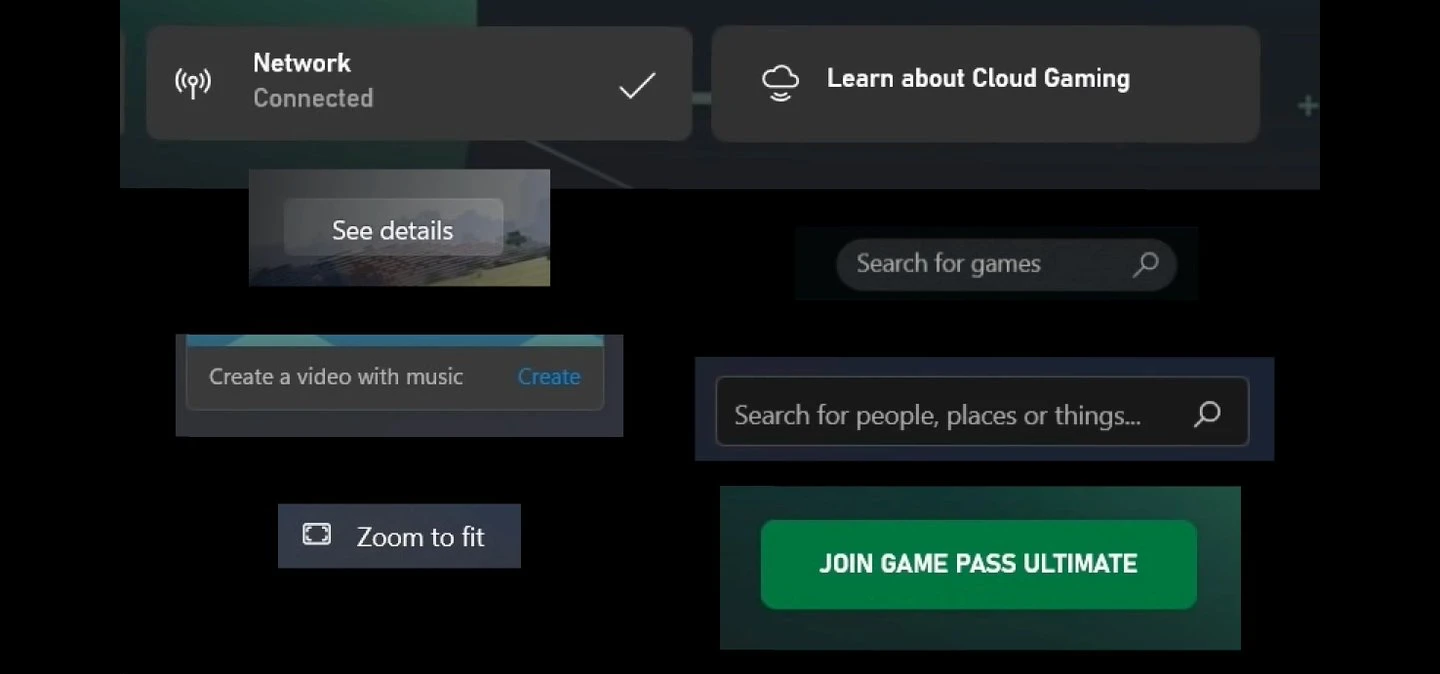 Network
Connected
Learn about Cloud Gaming
See details
Search for games
Create a video with music Create
Search for people, places or things...
Zoom to fit
JOIN GAME PASS ULTIMATE